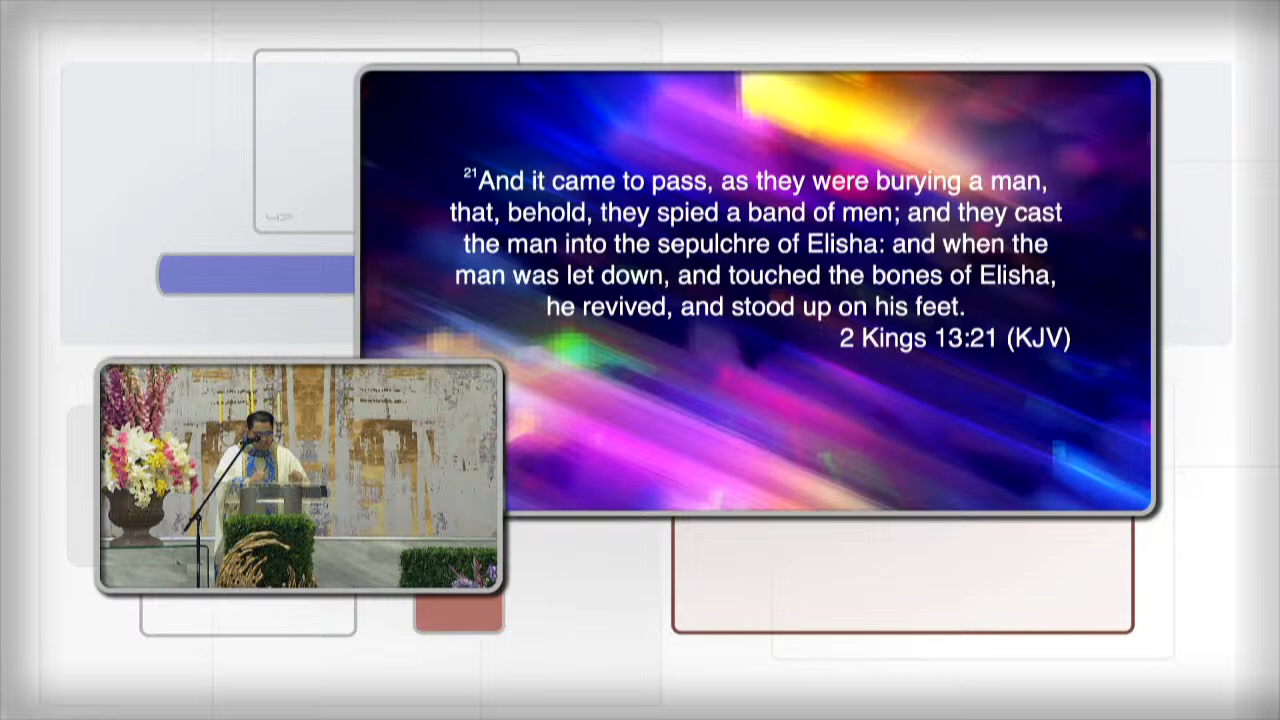 ²¹And it came to pass, as they were burying a man,
that, behold, they spied a band of men; and they cast
the man into the sepulchre of Elisha: and when the
man was let down, and touched the bones of Elisha,
he revived, and stood up on his feet.
2 Kings 13:21 (KJV)